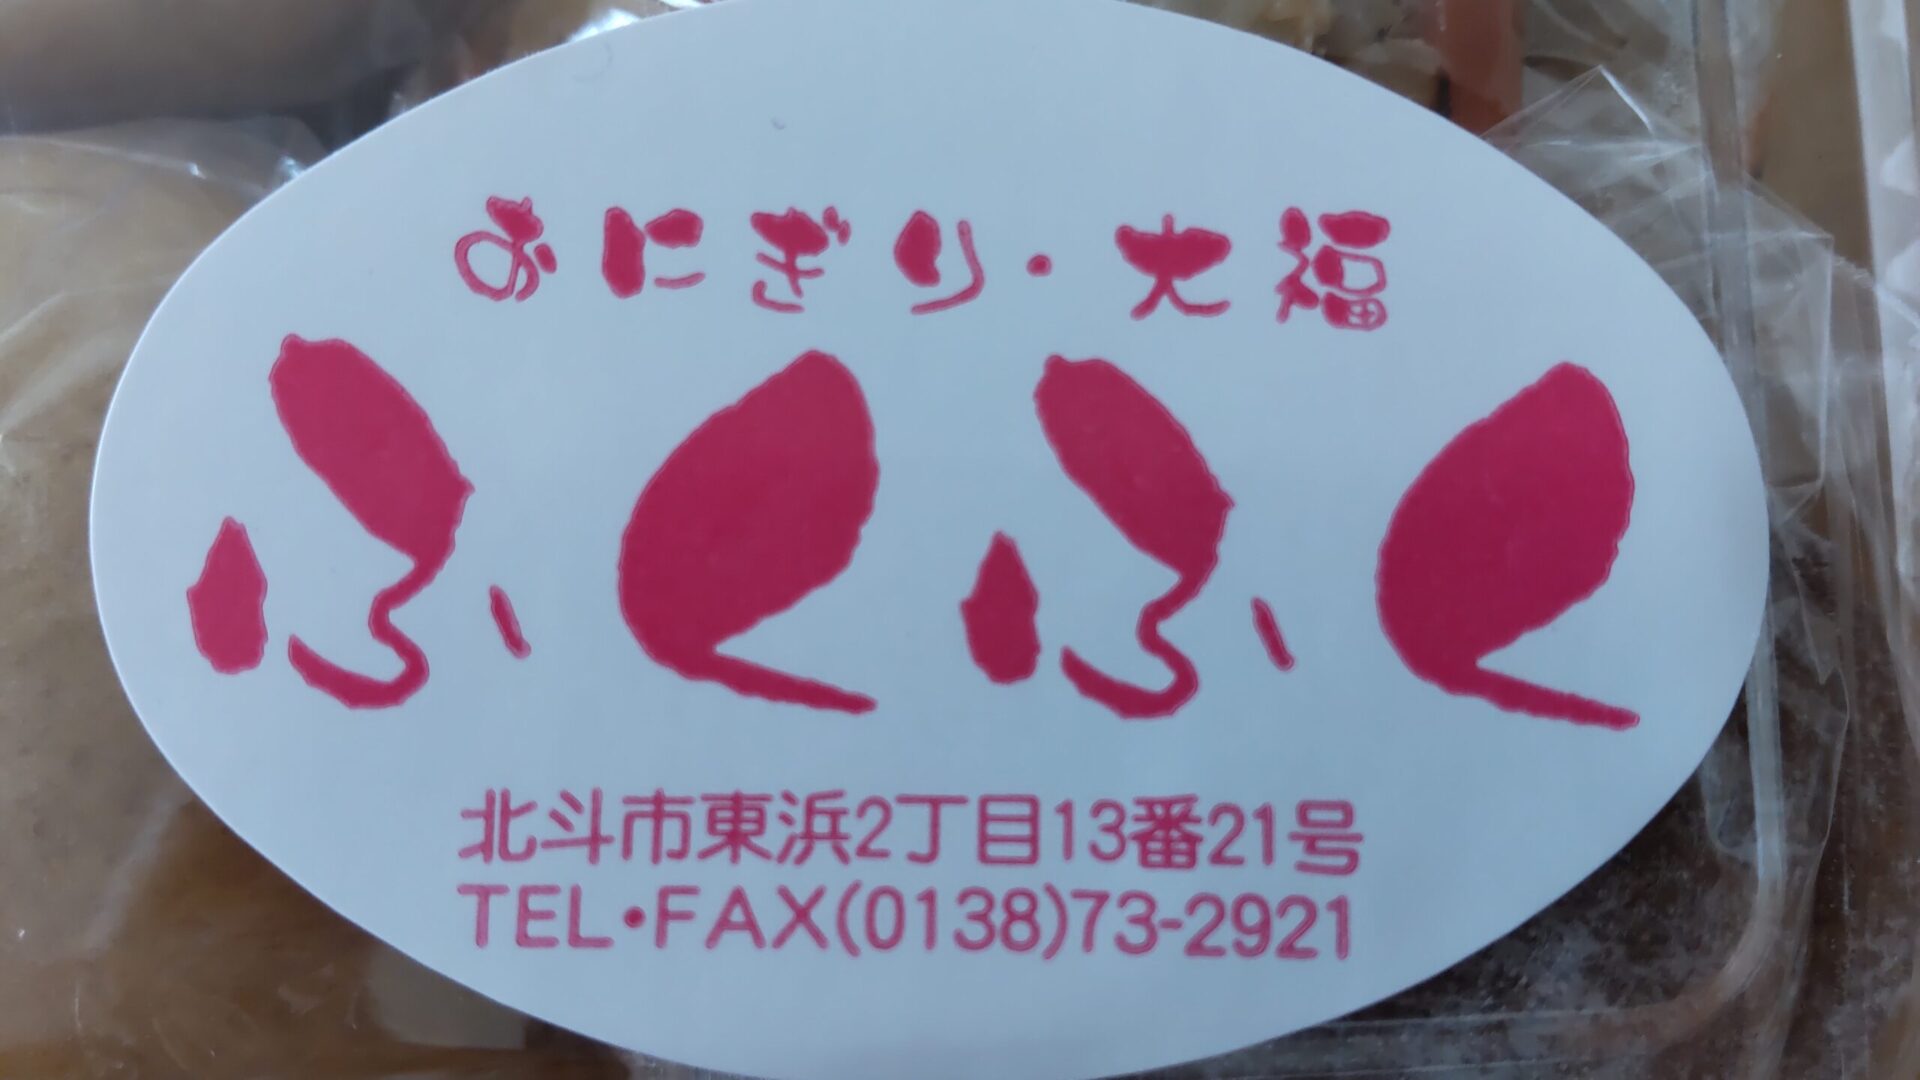 おにぎり・大福
ふくふく
北斗市東浜2丁目13番21号
TEL・FAX(0138)73-2921